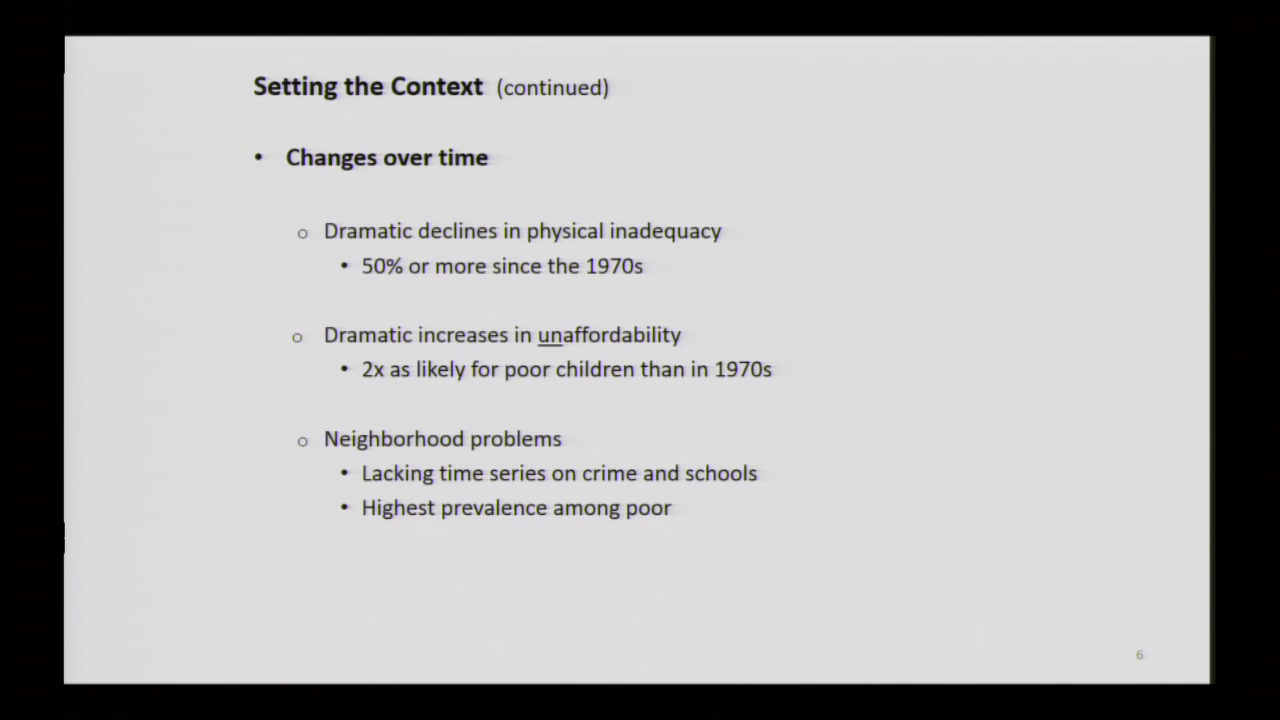 Setting the Context (continued)
• Changes over time
o Dramatic declines in physical inadequacy
• 50% or more since the 1970s
o Dramatic increases in unaffordability
• 2x as likely for poor children than in 1970s
o Neighborhood problems
• Lacking time series on crime and schools
• Highest prevalence among poor
6